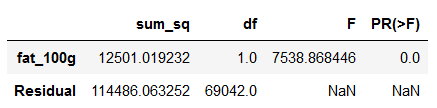 sum_sq df F PR(>F)
fat_100g 12501.019232 1.0 7538.868446 0.0
Residual 114486.063252 69042.0 NaN NaN